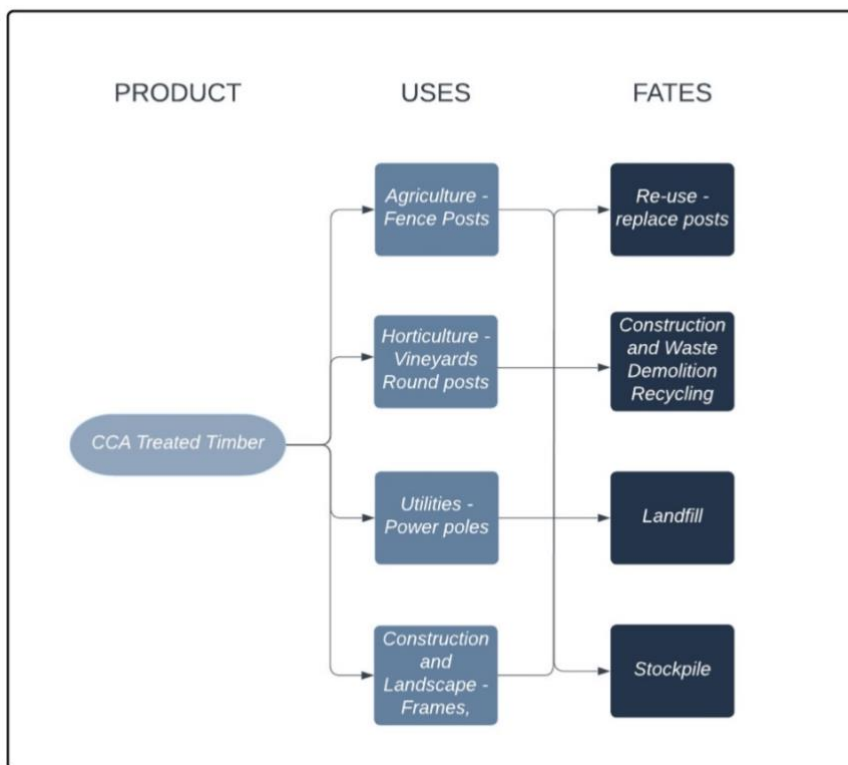 PRODUCT
USES
FATES
Agriculture -
Fence Posts
Re-use -
replace posts
Horticulture -
Vineyards
Round posts
Construction
and Waste
Demolition
Recycling
CCA Treated Timber
Utilities -
Power poles
Landfill
Construction
and
Landscape -
Frames,
Stockpile